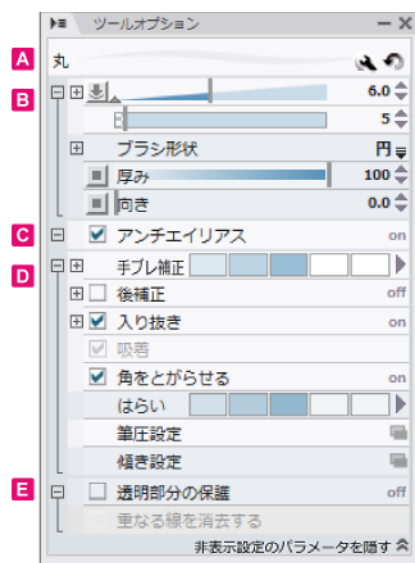 ツールオプション
A 丸
B 6.0
5
ブラシ形状 円
厚み 100
向き 0.0
C アンチエイリアス on
D 手ブレ補正
後補正 off
入り抜き on
吸着
角をとがらせる on
はらい
筆圧設定
傾き設定
E 透明部分の保護 off
重なる線を消去する
非表示設定のパラメータを隠す